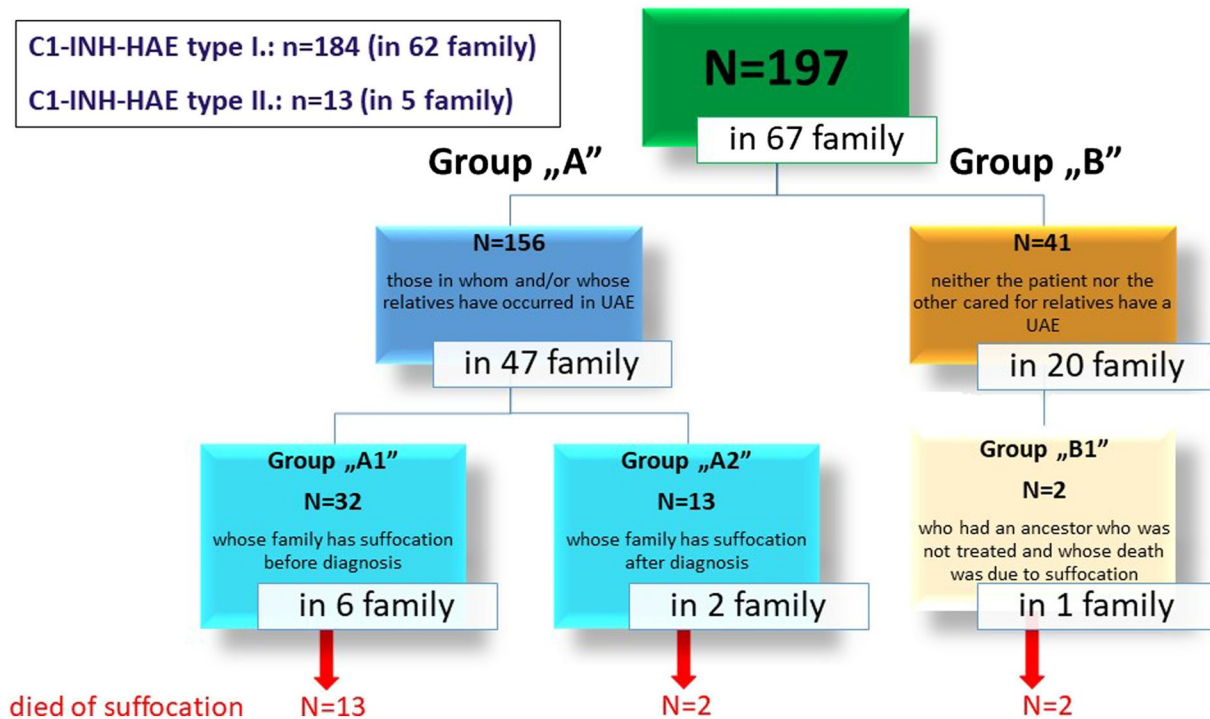 C1-INH-HAE type I.: n=184 (in 62 family)
C1-INH-HAE type II.: n=13 (in 5 family)
N=197
in 67 family
Group „A”
Group „B”
N=156
those in whom and/or whose
relatives have occurred in UAE
in 47 family
N=41
neither the patient nor the
other cared for relatives have a
UAE
in 20 family
Group „A1”
N=32
whose family has suffocation
before diagnosis
in 6 family
Group „A2”
N=13
whose family has suffocation
after diagnosis
in 2 family
Group „B1”
N=2
who had an ancestor who was
not treated and whose death
was due to suffocation
in 1 family
died of suffocation
N=13
N=2
N=2